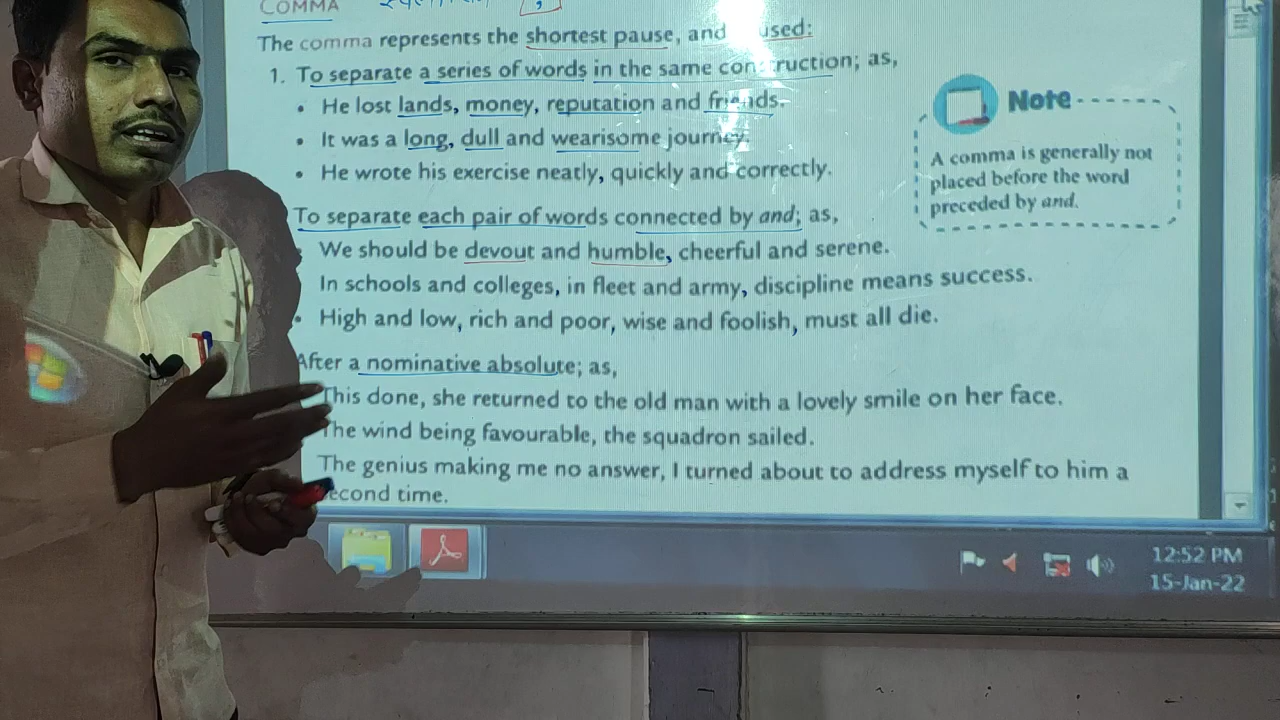 COMMA ;
The comma represents the shortest pause, and used:
1. To separate a series of words in the same construction; as,
• He lost lands, money, reputation and friends.
• It was a long, dull and wearisome journey.
• He wrote his exercise neatly, quickly and correctly.
To separate each pair of words connected by and; as,
We should be devout and humble, cheerful and serene.
In schools and colleges, in fleet and army, discipline means success.
• High and low, rich and poor, wise and foolish, must all die.
After a nominative absolute; as,
This done, she returned to the old man with a lovely smile on her face.
The wind being favourable, the squadron sailed.
The genius making me no answer, I turned about to address myself to him a
second time.
Note
A comma is generally not
placed before the word
preceded by and.
12:52 PM
15-Jan-22